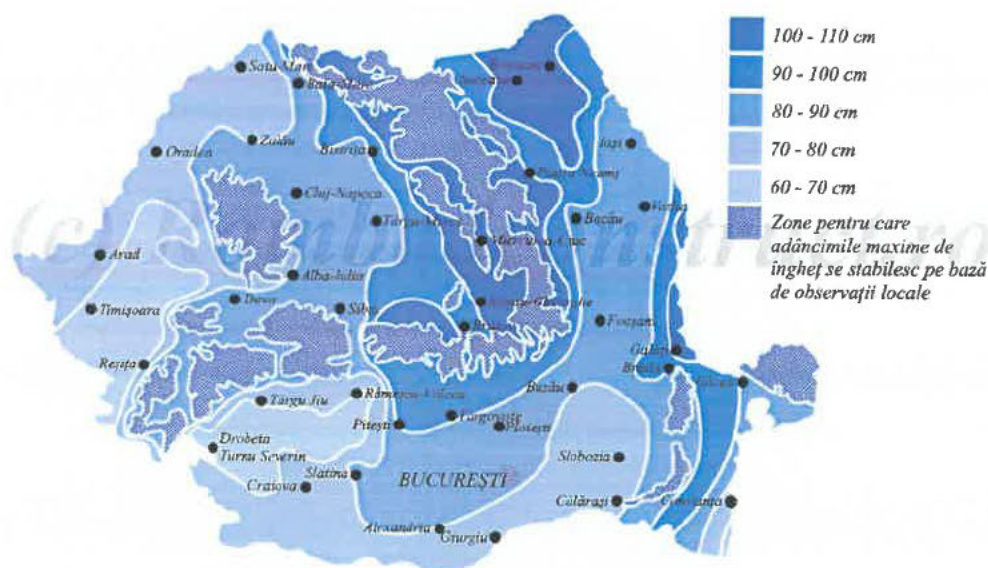 100 - 110 cm
90 - 100 cm
80 - 90 cm
70 - 80 cm
60 - 70 cm
Zone pentru care
adâncimile maxime de
îngheț se stabilesc pe bază
de observații locale
Satu-Mare
Baia-Mare
Suceava
Oradea
Zalău
Bistrița
Iași
Piatra Neamț
Cluj-Napoca
Târgu-Mureș
Bacău
Vaslui
Arad
Miercurea Ciuc
Alba-Iulia
Timișoara
Deva
Sibiu
Brașov
Focșani
Reșița
Galați
Brăila
Târgu Jiu
Râmnicu-Vâlcea
Buzău
Tulcea
Pitești
Târgoviște
Ploiești
Drobeta
Turnu Severin
Slatina
Craiova
BUCUREȘTI
Slobozia
Călărași
Constanța
Alexandria
Giurgiu